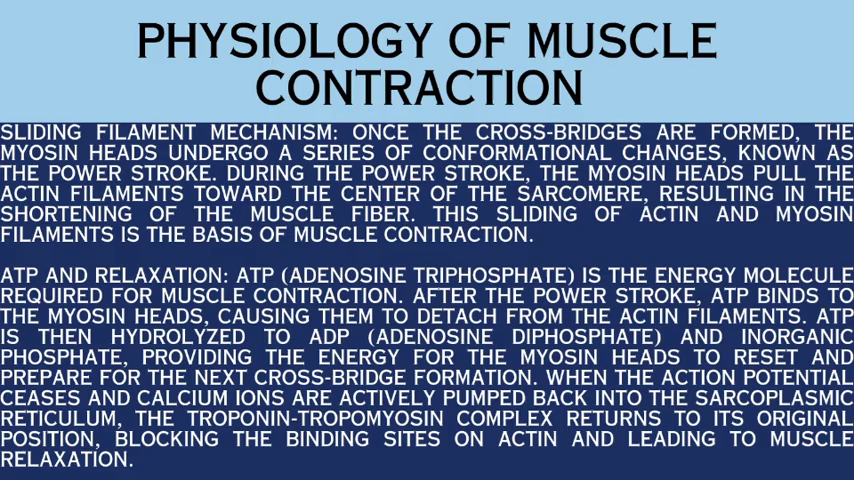 PHYSIOLOGY OF MUSCLE
CONTRACTION
SLIDING FILAMENT MECHANISM: ONCE THE CROSS-BRIDGES ARE FORMED, THE
MYOSIN HEADS UNDERGO A SERIES OF CONFORMATIONAL CHANGES, KNOWN AS
THE POWER STROKE. DURING THE POWER STROKE, THE MYOSIN HEADS PULL THE
ACTIN FILAMENTS TOWARD THE CENTER OF THE SARCOMERE, RESULTING IN THE
SHORTENING OF THE MUSCLE FIBER. THIS SLIDING OF ACTIN AND MYOSIN
FILAMENTS IS THE BASIS OF MUSCLE CONTRACTION.
ATP AND RELAXATION: ATP (ADENOSINE TRIPHOSPHATE) IS THE ENERGY MOLECULE
REQUIRED FOR MUSCLE CONTRACTION. AFTER THE POWER STROKE, ATP BINDS TO
THE MYOSIN HEADS, CAUSING THEM TO DETACH FROM THE ACTIN FILAMENTS. ATP
IS THEN HYDROLYZED TO ADP (ADENOSINE DIPHOSPHATE) AND INORGANIC
PHOSPHATE, PROVIDING THE ENERGY FOR THE MYOSIN HEADS TO RESET AND
PREPARE FOR THE NEXT CROSS-BRIDGE FORMATION. WHEN THE ACTION POTENTIAL
CEASES AND CALCIUM IONS ARE ACTIVELY PUMPED BACK INTO THE SARCOPLASMIC
RETICULUM, THE TROPONIN-TROPOMYOSIN COMPLEX RETURNS TO ITS ORIGINAL
POSITION, BLOCKING THE BINDING SITES ON ACTIN AND LEADING TO MUSCLE
RELAXATION.